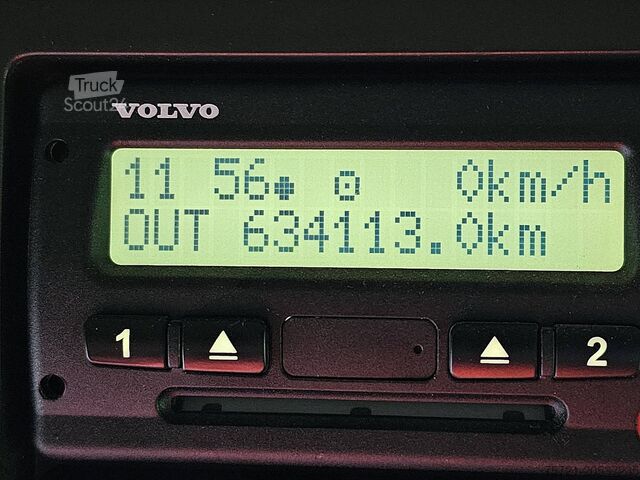 Truck
Scout24
VOLVO
11 56 0km/h
OUT 634113.0km
1 2